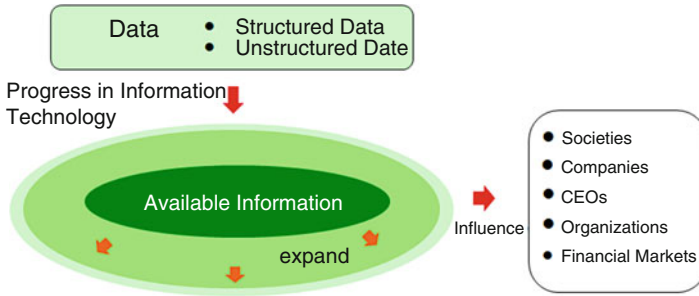 Data
• Structured Data
• Unstructured Date
Progress in Information
Technology
Available Information
expand
Influence
• Societies
• Companies
• CEOs
• Organizations
• Financial Markets